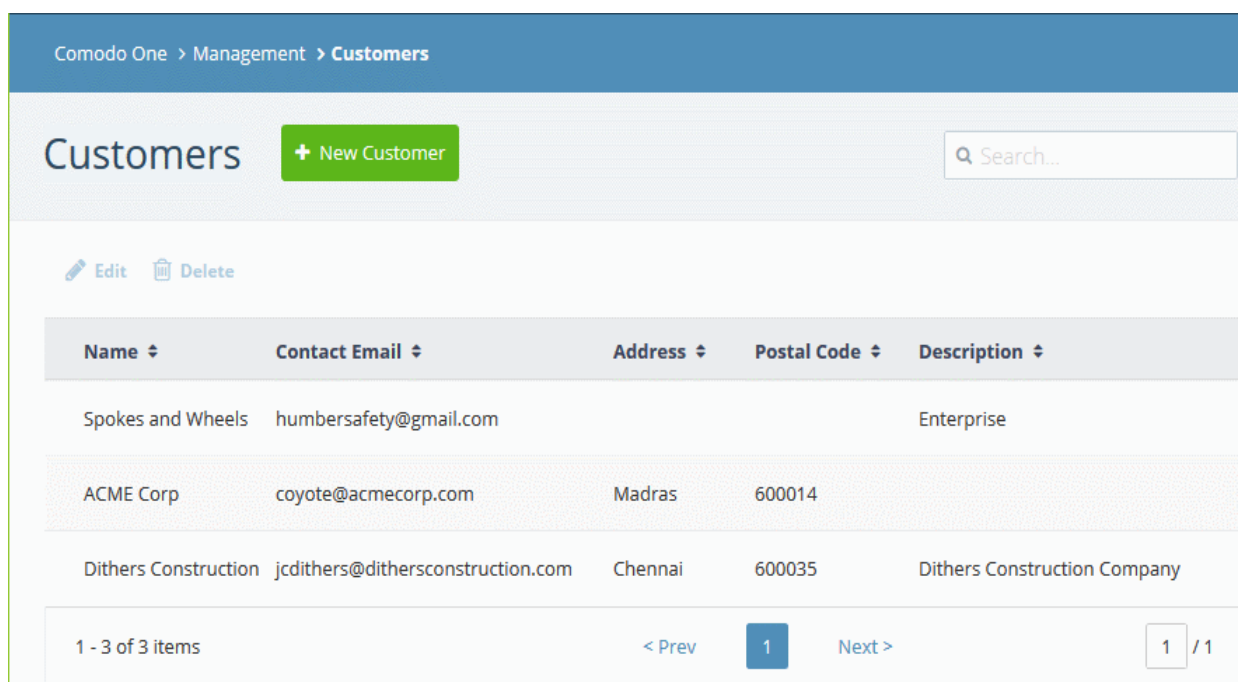 Comodo One > Management > Customers
Customers + New Customer Search...
Edit Delete
Name Contact Email Address Postal Code Description
Spokes and Wheels humbersafety@gmail.com Enterprise
ACME Corp coyote@acmecorp.com Madras 600014
Dithers Construction jcdithers@dithersconstruction.com Chennai 600035 Dithers Construction Company
1 - 3 of 3 items < Prev 1 Next > 1 / 1